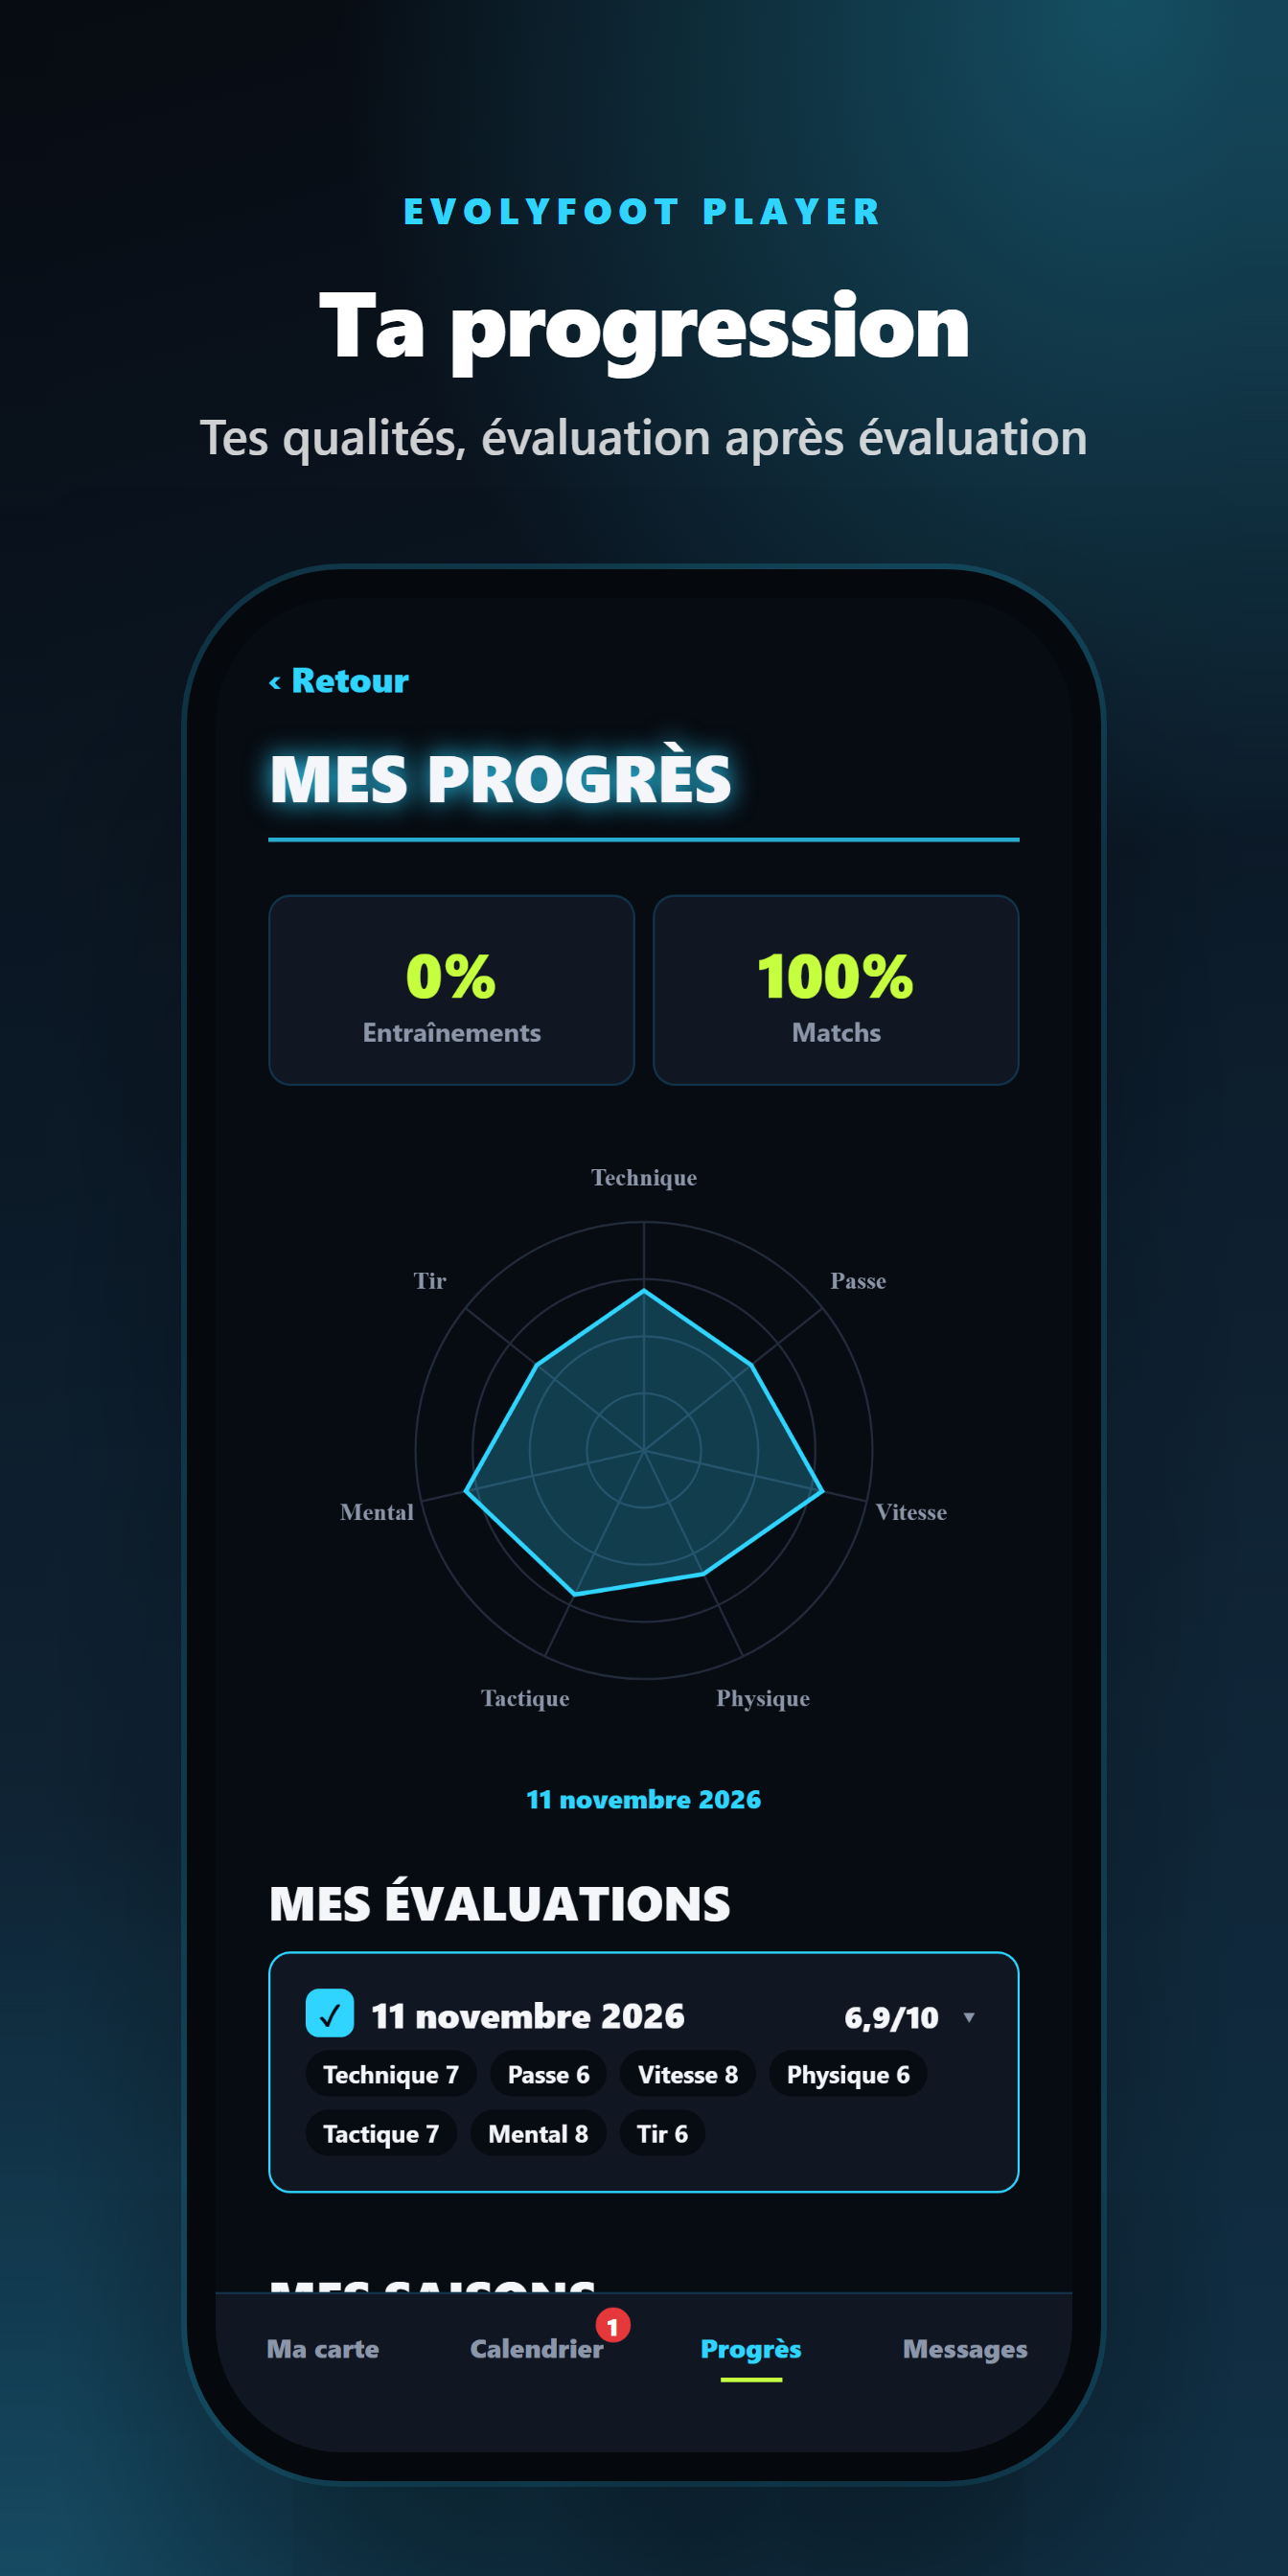 EVOLYFOOT PLAYER
Ta progression
Tes qualités, évaluation après évaluation
‹ Retour
MES PROGRÈS
0%
Entraînements
100%
Matchs
Technique
Tir
Passe
Mental
Vitesse
Tactique
Physique
11 novembre 2026
MES ÉVALUATIONS
✓ 11 novembre 2026 6,9/10 ▼
Technique 7 Passe 6 Vitesse 8 Physique 6
Tactique 7 Mental 8 Tir 6
MES SAISONS
1
Ma carte Calendrier Progrès Messages